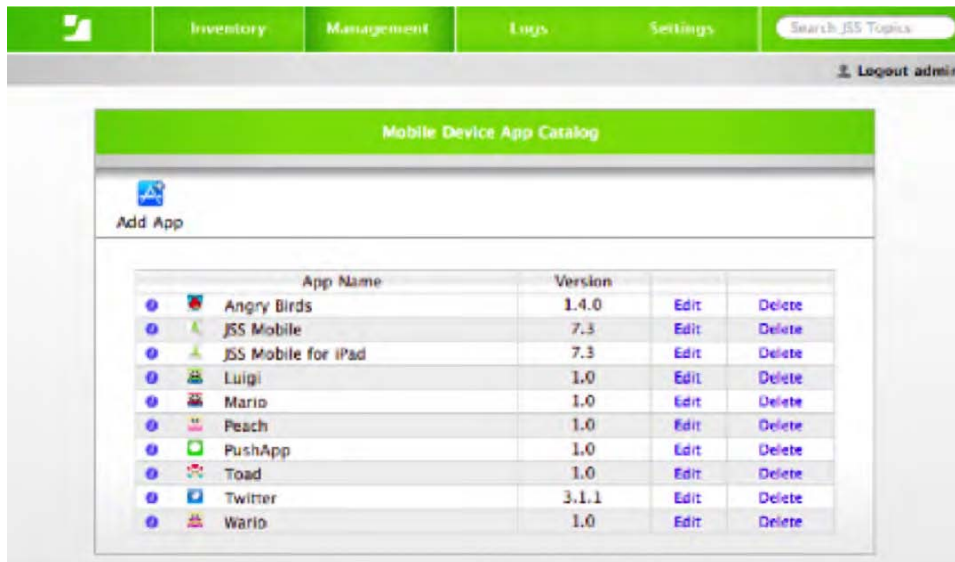 Inventory Management Logs Settings Search JSS Topics
Logout admin
Mobile Device App Catalog
Add App
App Name Version
Angry Birds 1.4.0 Edit Delete
JSS Mobile 7.3 Edit Delete
JSS Mobile for iPad 7.3 Edit Delete
Luigi 1.0 Edit Delete
Mario 1.0 Edit Delete
Peach 1.0 Edit Delete
PushApp 1.0 Edit Delete
Toad 1.0 Edit Delete
Twitter 3.1.1 Edit Delete
Wario 1.0 Edit Delete